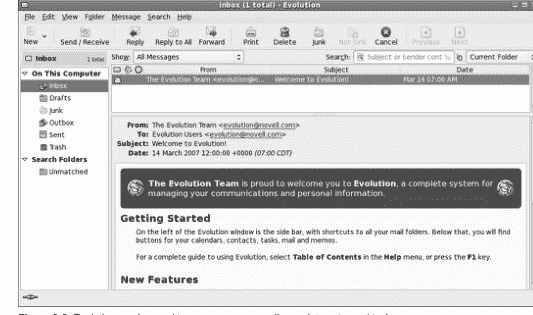 Inbox (1 total) - Evolution
File Edit View Folder Message Search Help
New Send / Receive Reply Reply to All Forward Print Delete Junk Not Junk Cancel Previous Next
Inbox 1 total Show: All Messages Search: Subject or Sender cont in Current Folder
On This Computer
Inbox
Drafts
Junk
Outbox
Sent
Trash
Search Folders
Unmatched
From Subject Date
The Evolution Team <evolution@n... Welcome to Evolution! Mar 14 07:00 AM
From: The Evolution Team <evolution@novell.com>
To: Evolution Users <evolution@novell.com>
Subject: Welcome to Evolution!
Date: 14 March 2007 12:00:00 +0000 (07:00 CDT)
The Evolution Team is proud to welcome you to Evolution, a complete system for
managing your communications and personal information.
Getting Started
On the left of the Evolution window is the side bar, with shortcuts to all your mail folders. Below that, you will find
buttons for your calendars, contacts, tasks, mail and memos.
For a complete guide to using Evolution, select Table of Contents in the Help menu, or press the F1 key.
New Features